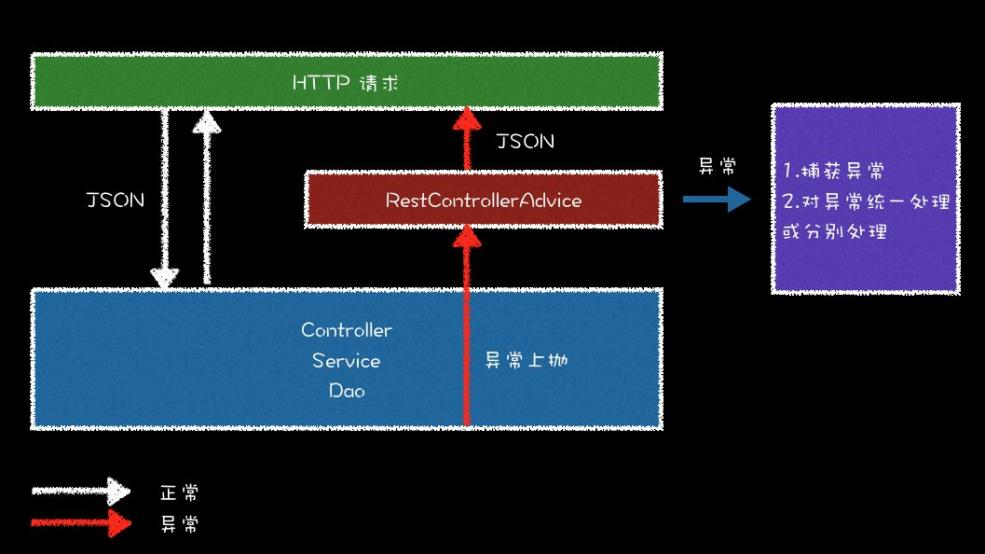 HTTP 请求
JSON
JSON
RestControllerAdvice
异常
1.捕获异常
2.对异常统一处理
或分别处理
Controller
Service
Dao
异常上抛
正常
异常